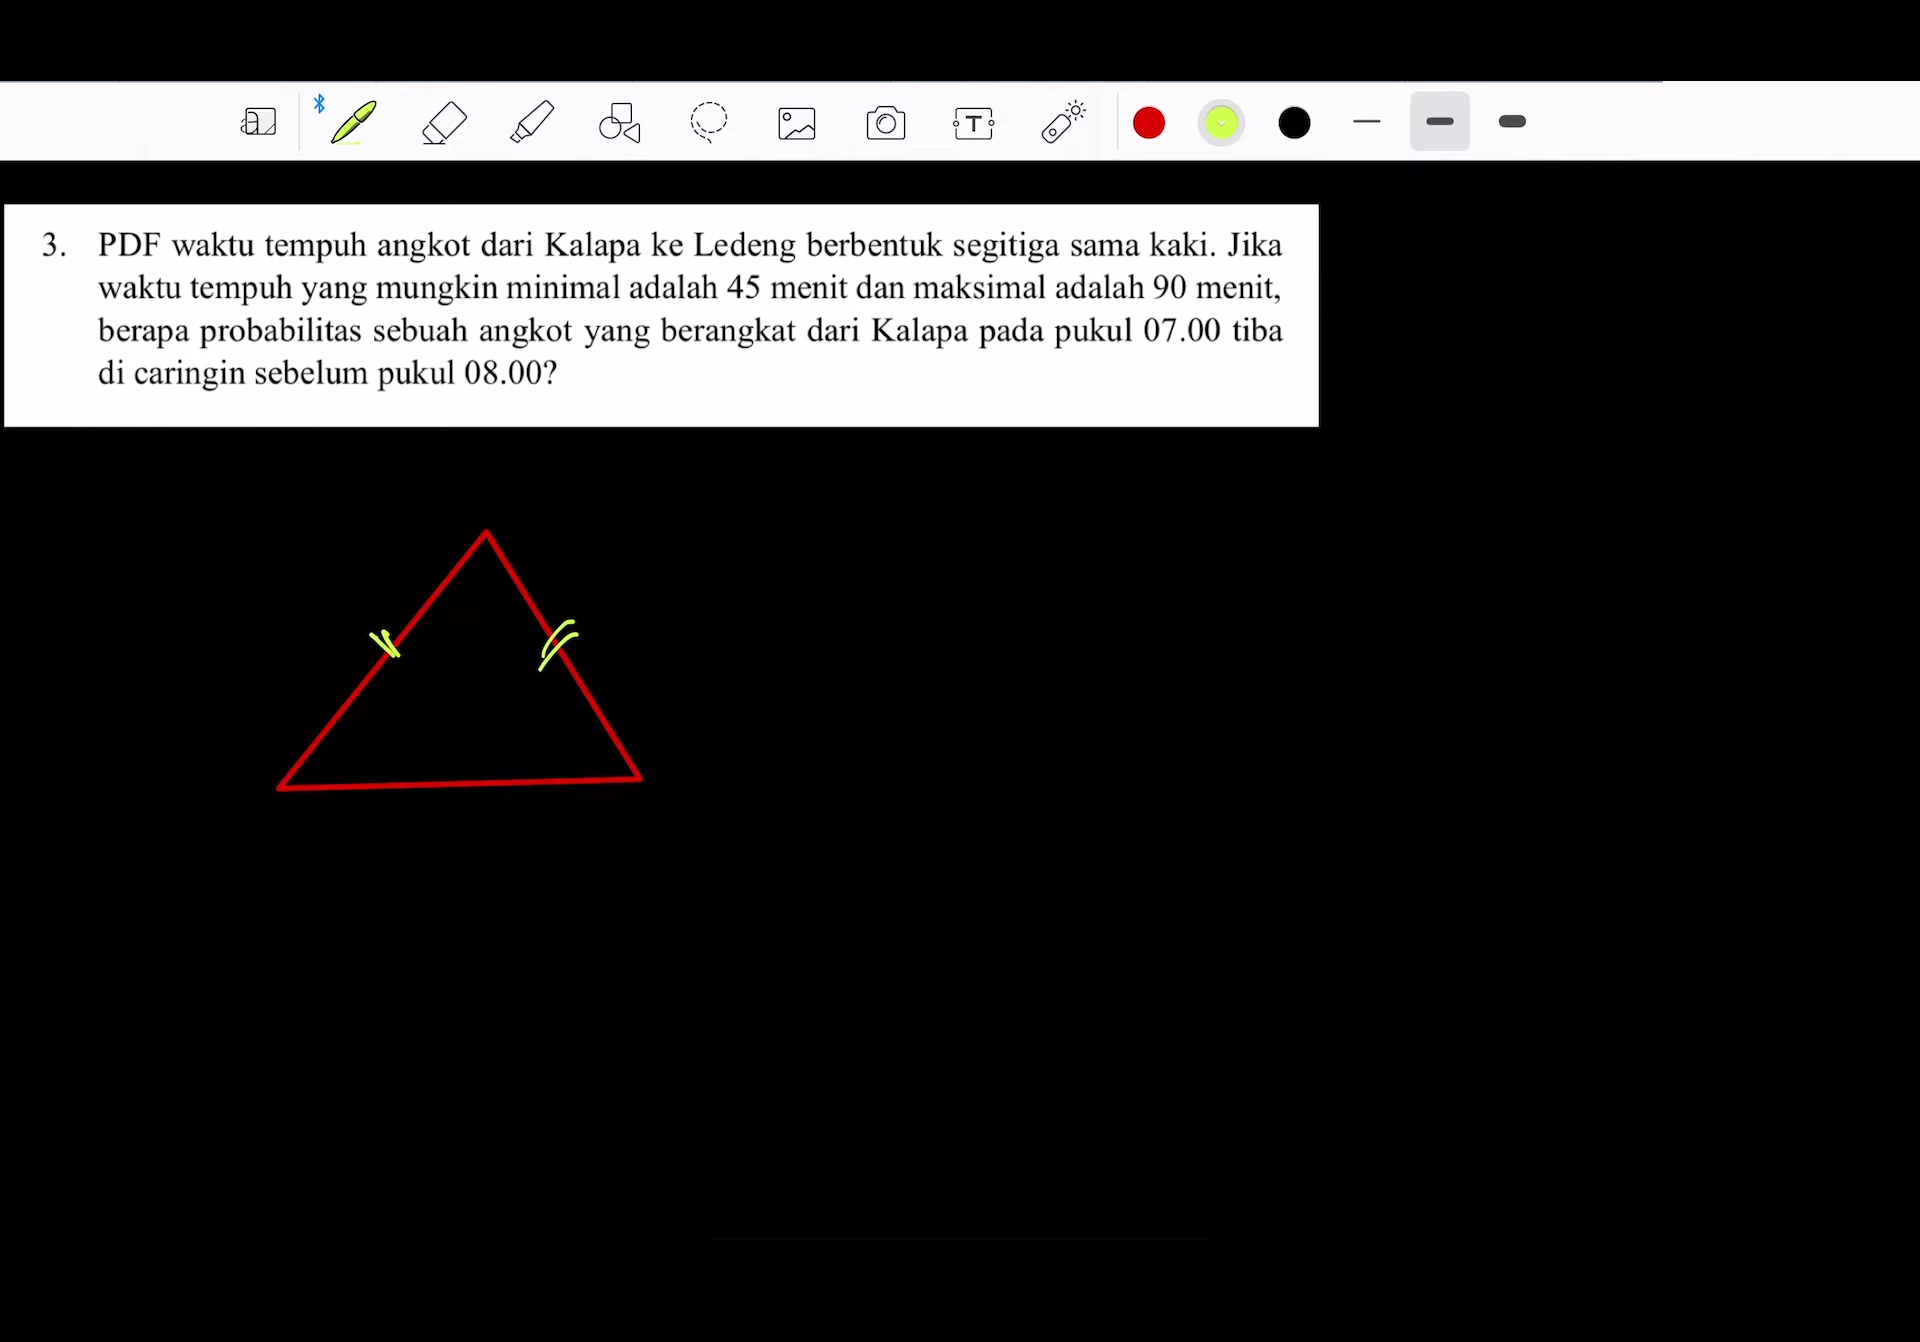 3. PDF waktu tempuh angkot dari Kalapa ke Ledeng berbentuk segitiga sama kaki. Jika
waktu tempuh yang mungkin minimal adalah 45 menit dan maksimal adalah 90 menit,
berapa probabilitas sebuah angkot yang berangkat dari Kalapa pada pukul 07.00 tiba
di caringin sebelum pukul 08.00?